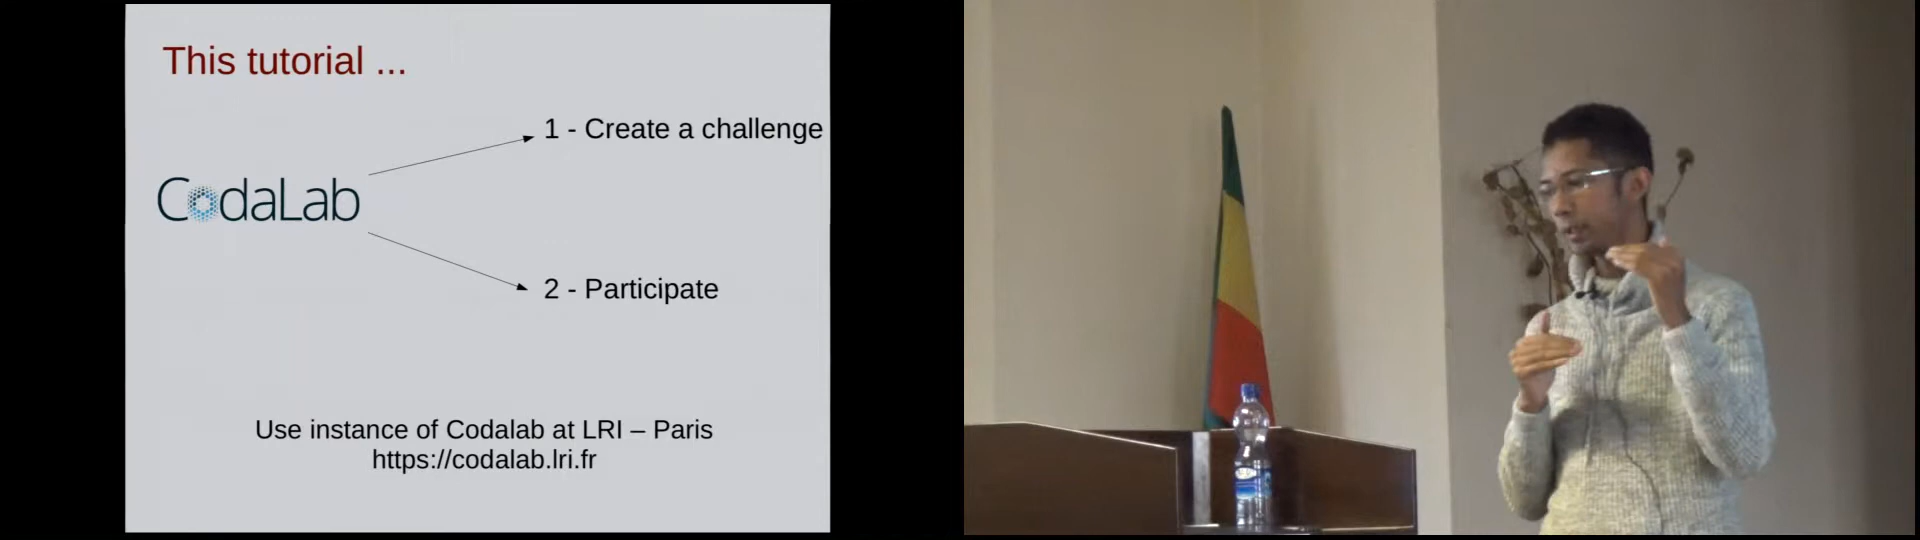 This tutorial ...
1 - Create a challenge
CodaLab
2 - Participate
Use instance of Codalab at LRI – Paris
https://codalab.lri.fr